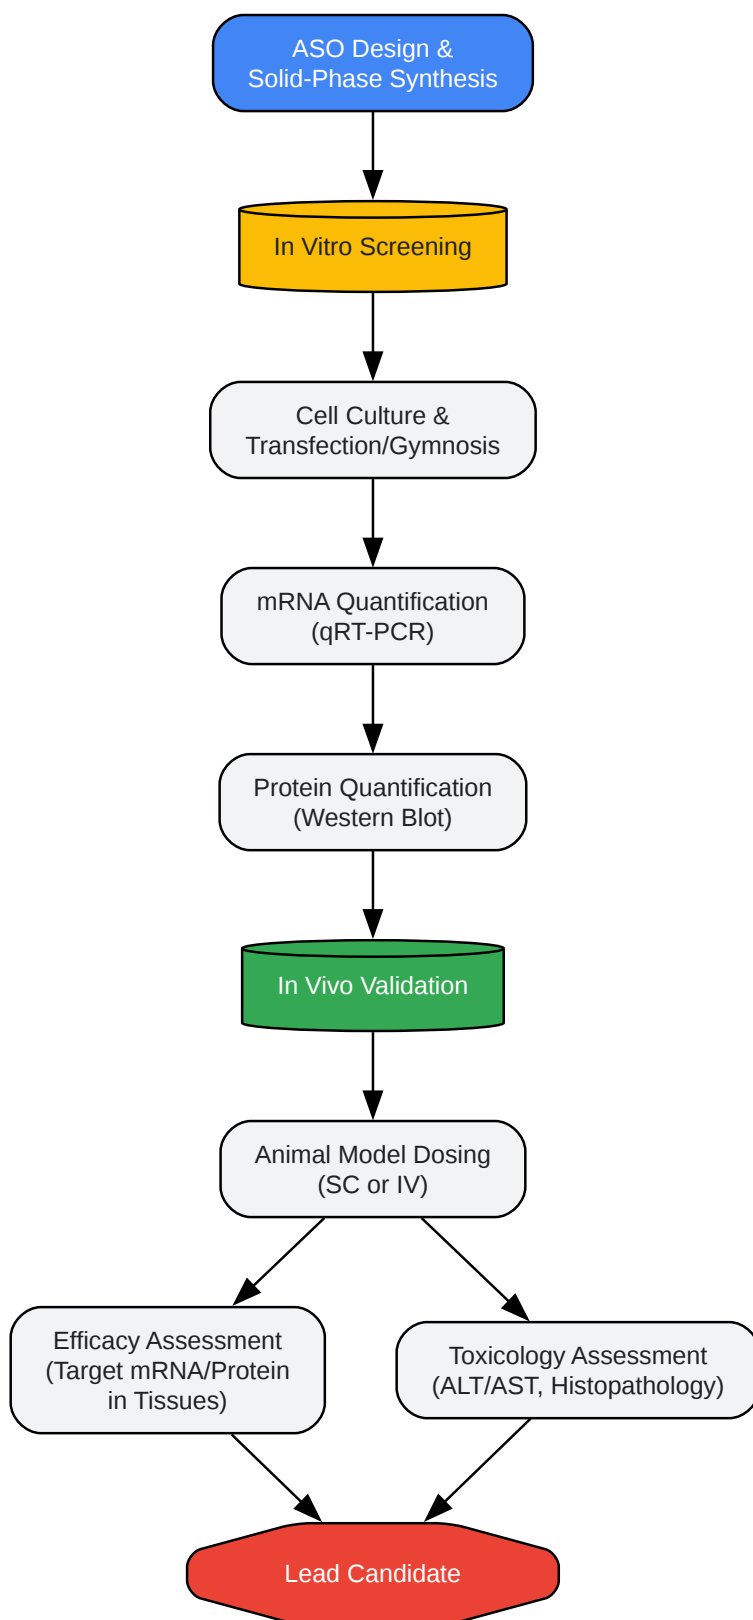 ASO Design &
Solid-Phase Synthesis
In Vitro Screening
Cell Culture &
Transfection/Gymnosis
mRNA Quantification
(qRT-PCR)
Protein Quantification
(Western Blot)
In Vivo Validation
Animal Model Dosing
(SC or IV)
Efficacy Assessment
(Target mRNA/Protein
in Tissues)
Toxicology Assessment
(ALT/AST, Histopathology)
Lead Candidate